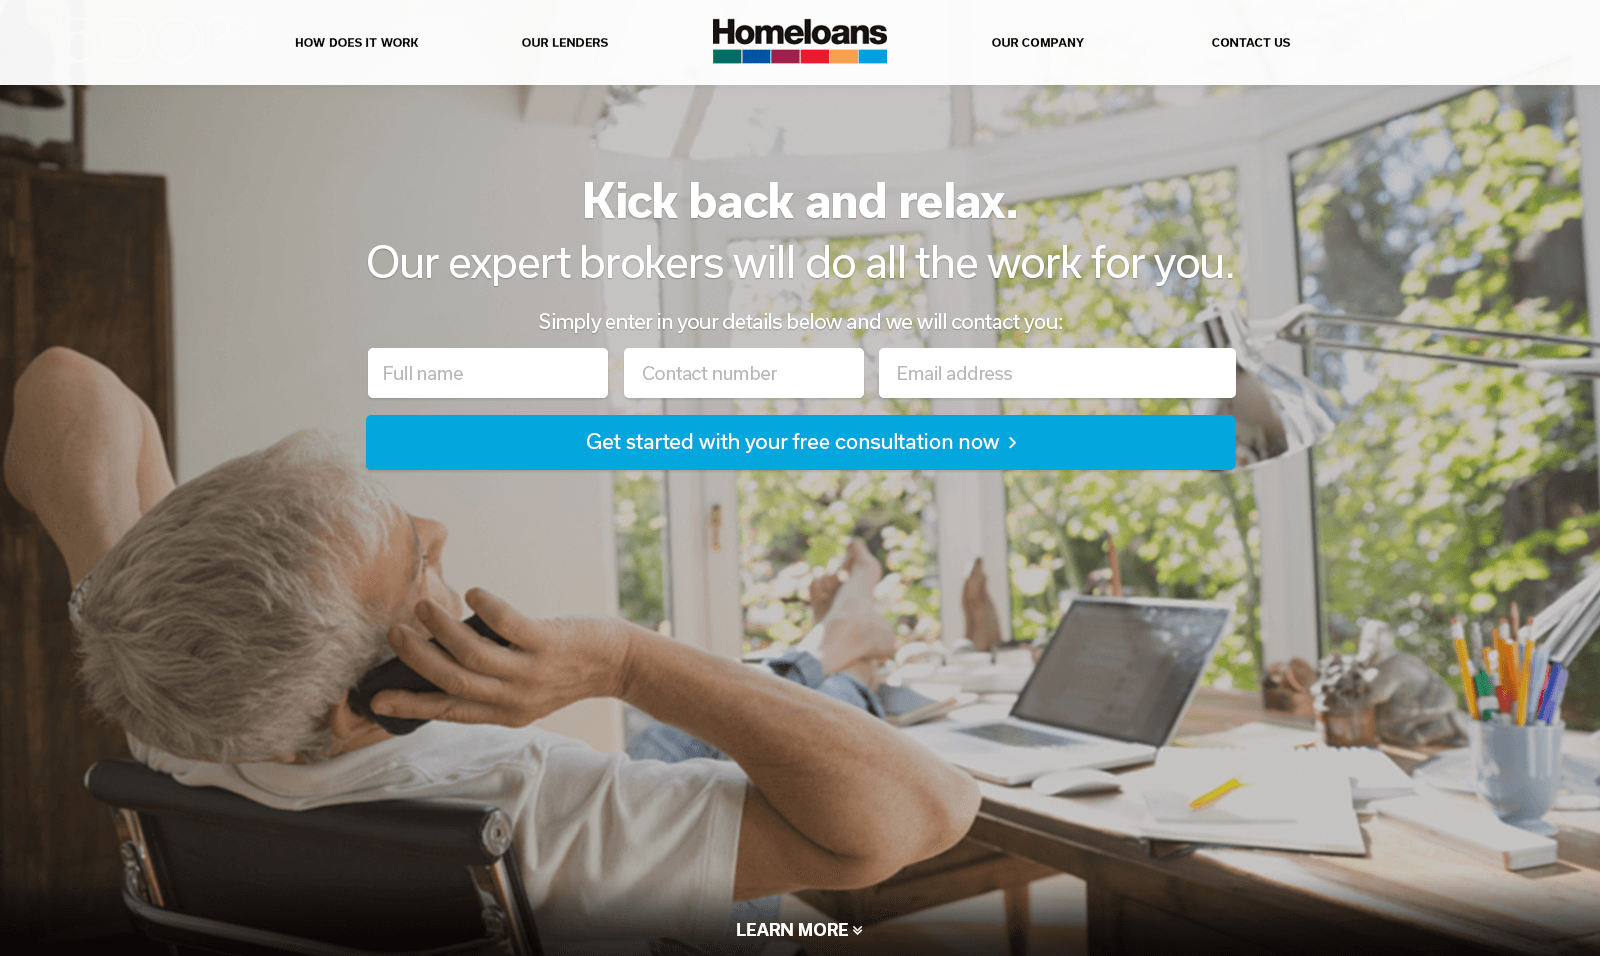 HOW DOES IT WORK
OUR LENDERS
Homeloans
OUR COMPANY
CONTACT US
Kick back and relax.
Our expert brokers will do all the work for you.
Simply enter in your details below and we will contact you:
Full name
Contact number
Email address
Get started with your free consultation now
LEARN MORE